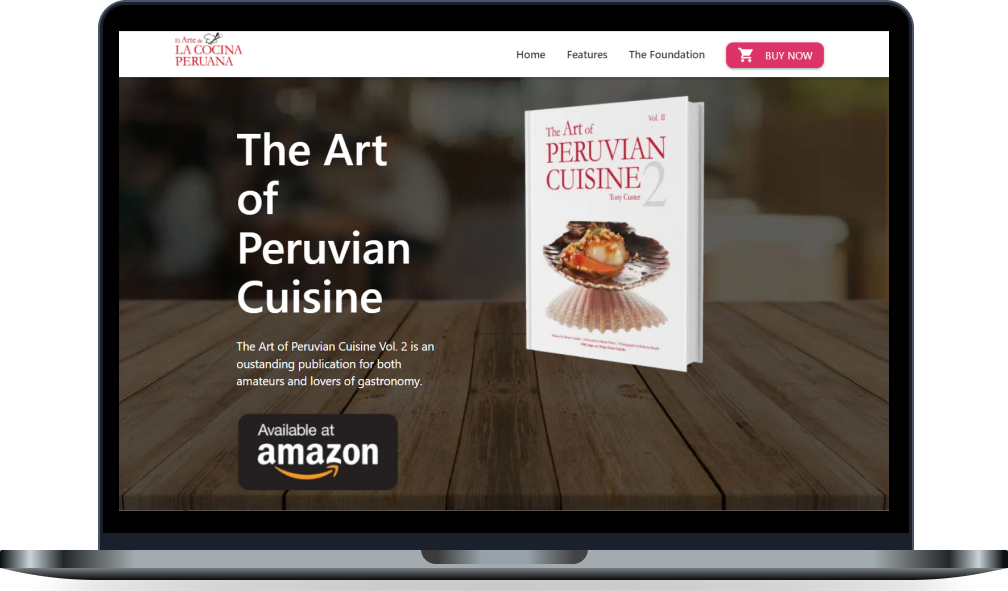 El Arte de
LA COCINA
PERUANA
Home
Features
The Foundation
BUY NOW
The Art
of
Peruvian
Cuisine
The Art of Peruvian Cuisine Vol. 2 is an
oustanding publication for both
amateurs and lovers of gastronomy.
Available at
amazon
Vol. II
The Art of
PERUVIAN
CUISINE
2
Tony Custer